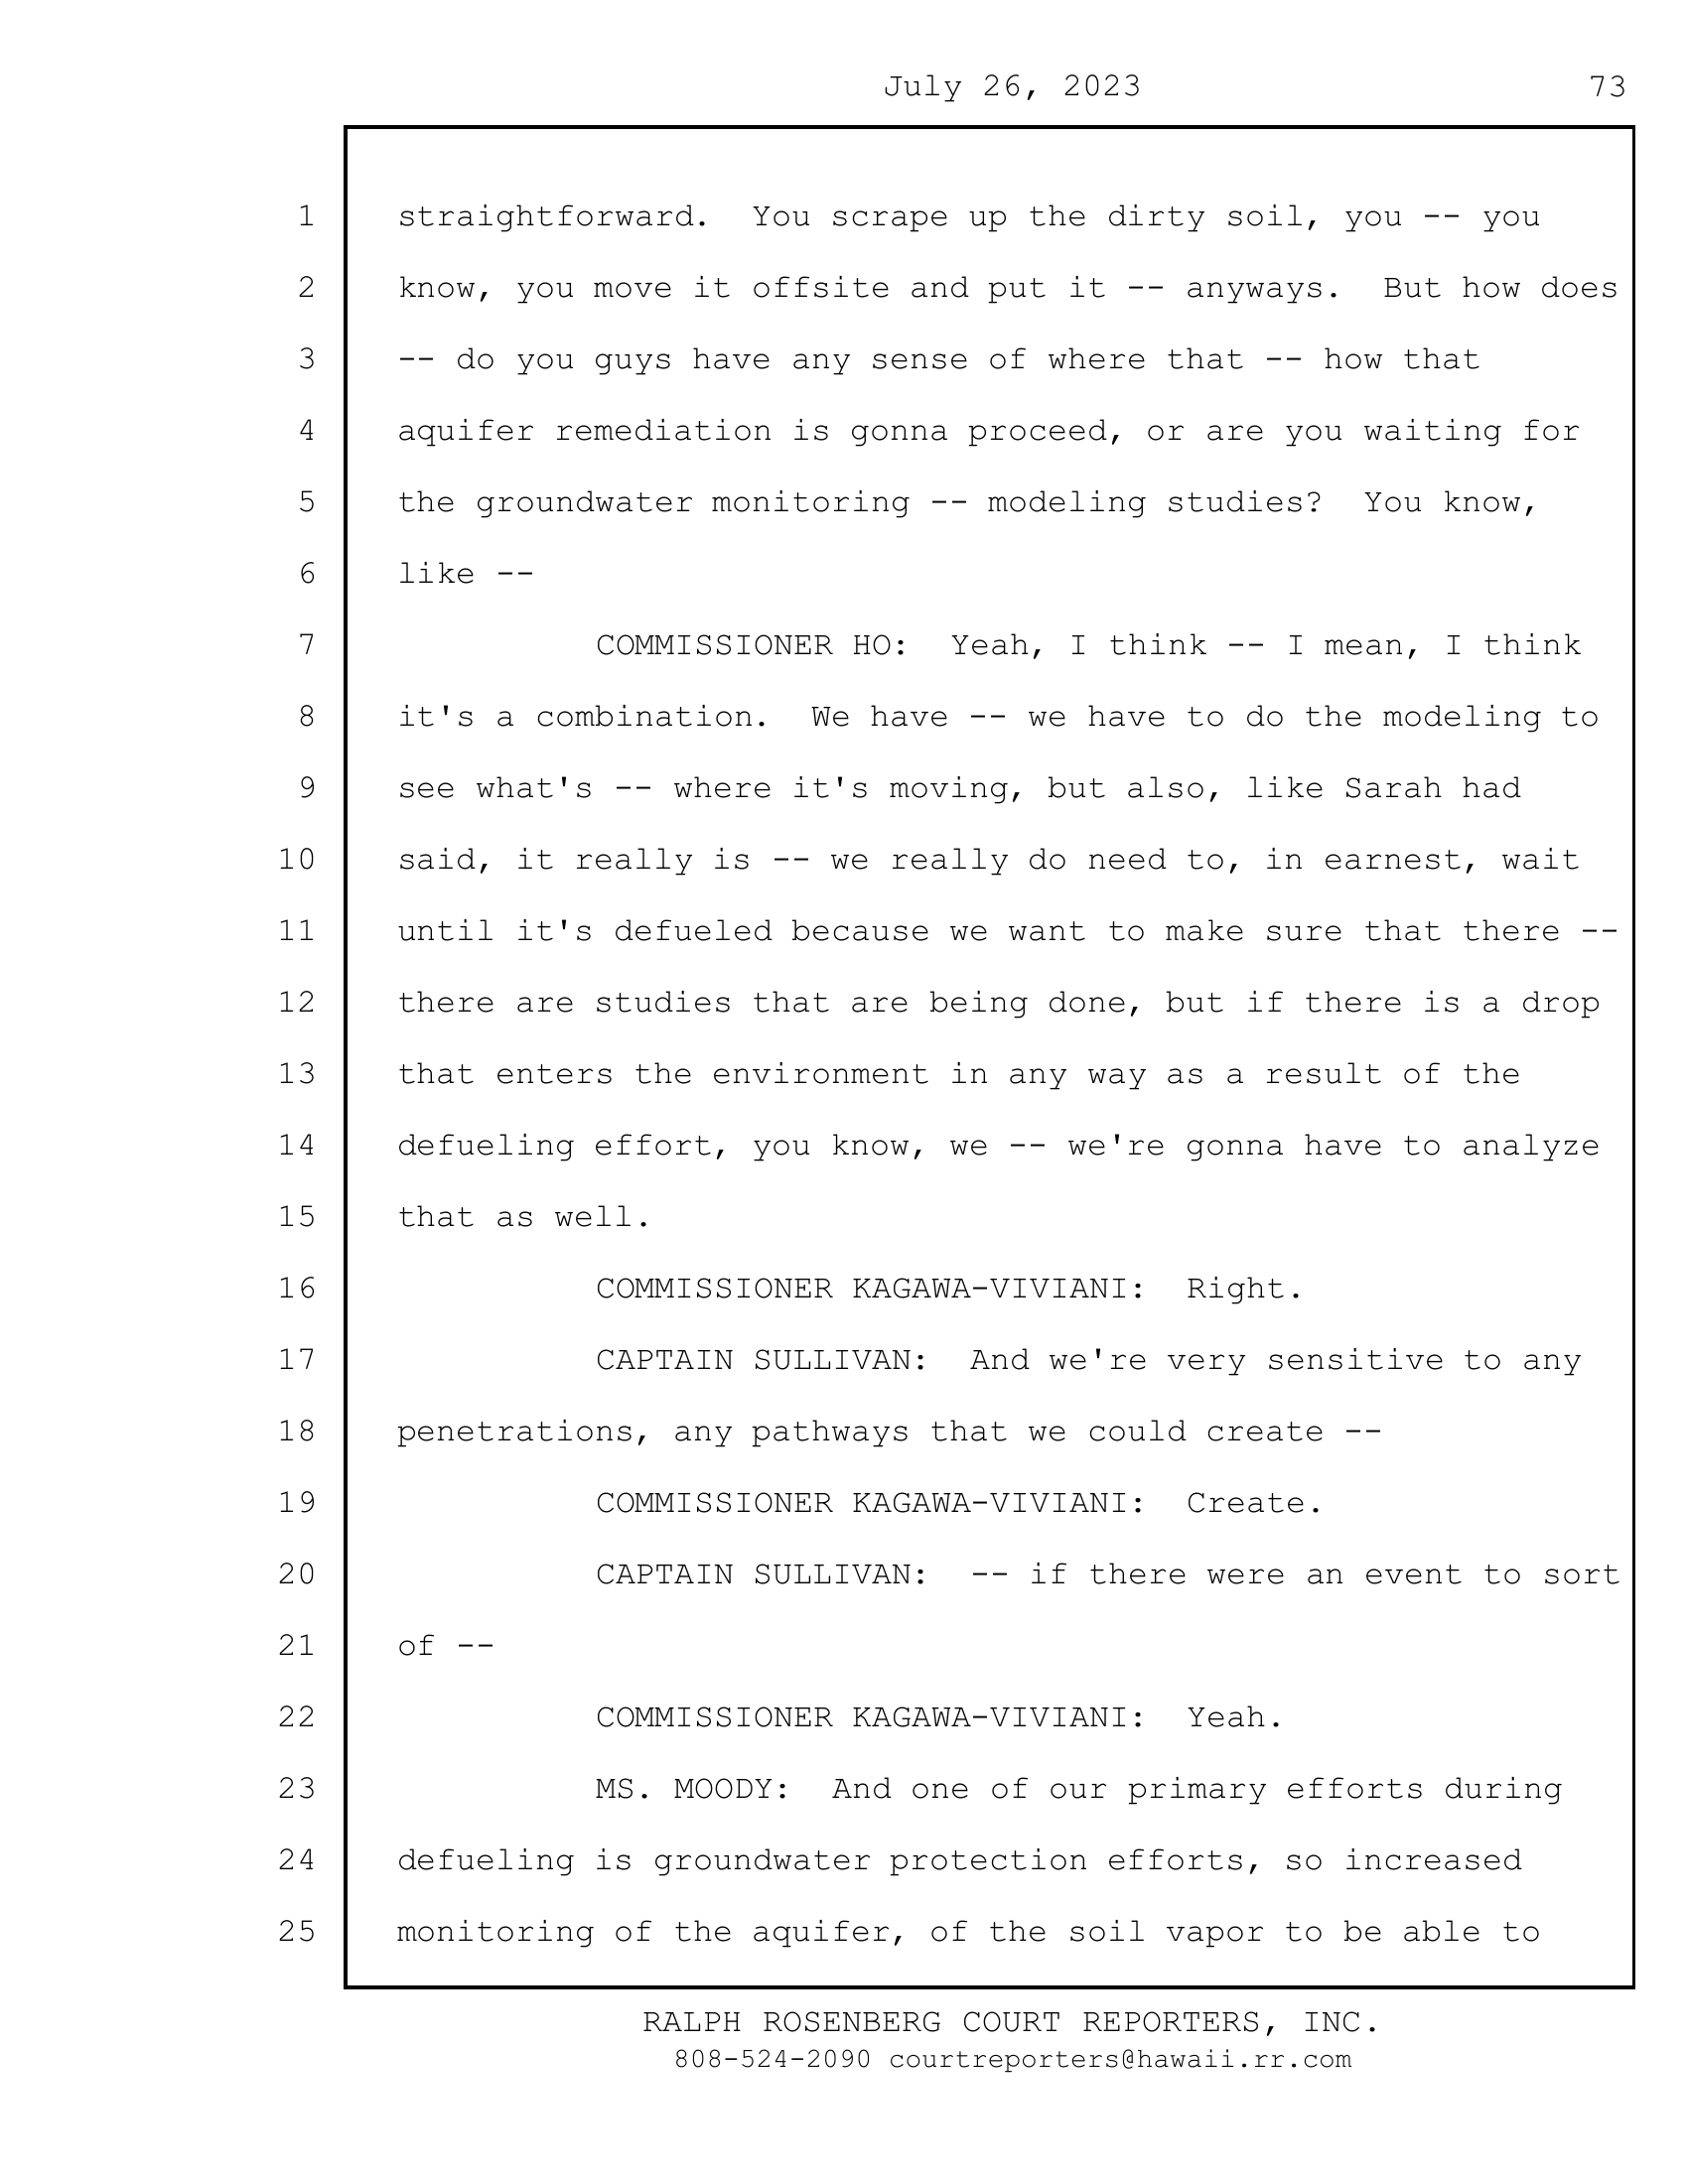 July 26, 2023 73
1 straightforward.  You scrape up the dirty soil, you -- you
2 know, you move it offsite and put it -- anyways.  But how does
3 -- do you guys have any sense of where that -- how that
4 aquifer remediation is gonna proceed, or are you waiting for
5 the groundwater monitoring -- modeling studies?  You know,
6 like --
7 COMMISSIONER HO:  Yeah, I think -- I mean, I think
8 it's a combination.  We have -- we have to do the modeling to
9 see what's -- where it's moving, but also, like Sarah had
10 said, it really is -- we really do need to, in earnest, wait
11 until it's defueled because we want to make sure that there --
12 there are studies that are being done, but if there is a drop
13 that enters the environment in any way as a result of the
14 defueling effort, you know, we -- we're gonna have to analyze
15 that as well.
16 COMMISSIONER KAGAWA-VIVIANI:  Right.
17 CAPTAIN SULLIVAN:  And we're very sensitive to any
18 penetrations, any pathways that we could create --
19 COMMISSIONER KAGAWA-VIVIANI:  Create.
20 CAPTAIN SULLIVAN:  -- if there were an event to sort
21 of --
22 COMMISSIONER KAGAWA-VIVIANI:  Yeah.
23 MS. MOODY:  And one of our primary efforts during
24 defueling is groundwater protection efforts, so increased
25 monitoring of the aquifer, of the soil vapor to be able to
RALPH ROSENBERG COURT REPORTERS, INC.
808-524-2090 courtreporters@hawaii.rr.com